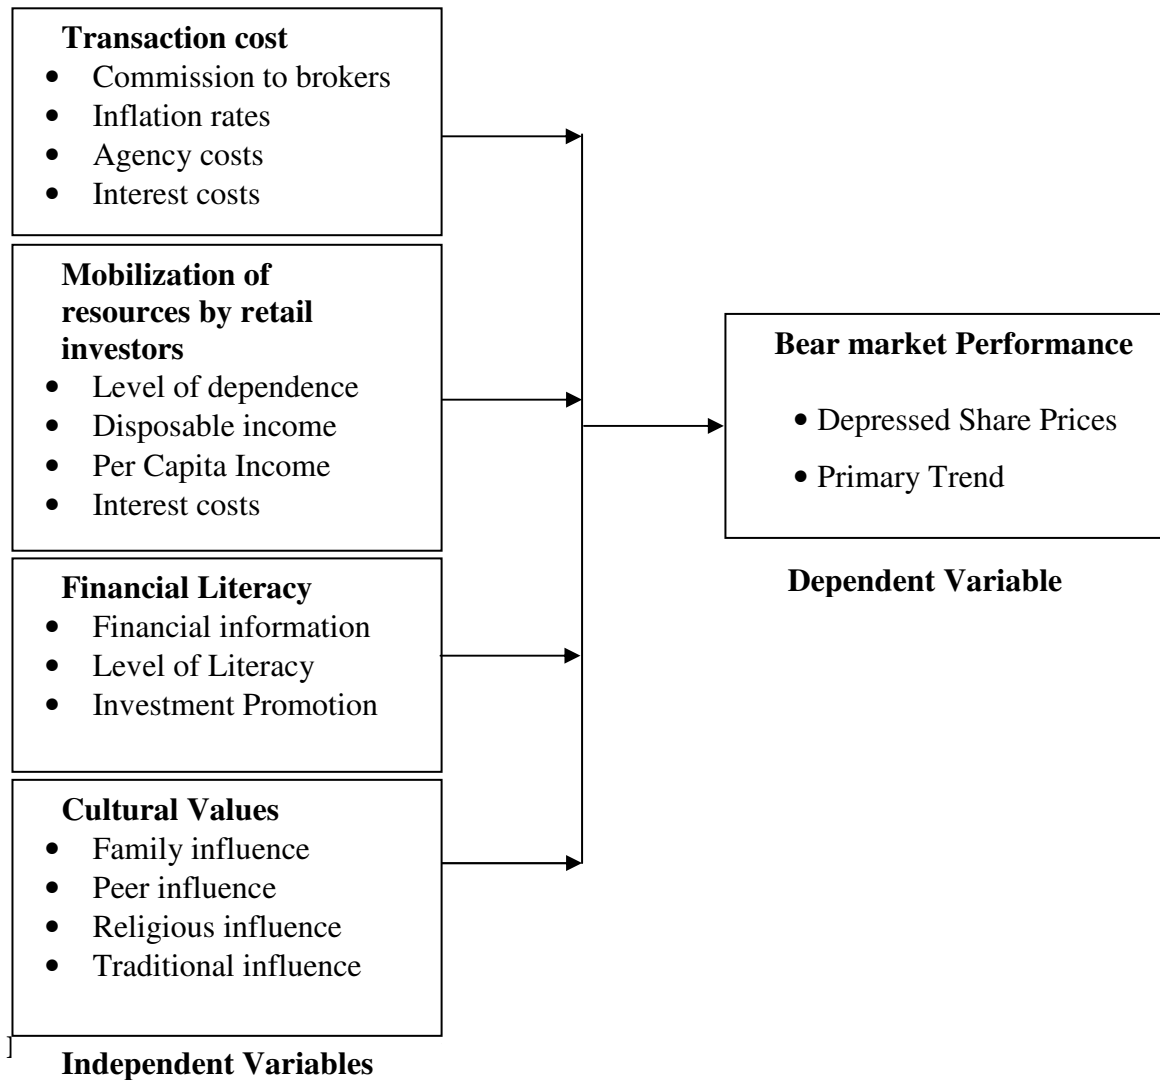 Transaction cost
• Commission to brokers
• Inflation rates
• Agency costs
• Interest costs
Mobilization of
resources by retail
investors
• Level of dependence
• Disposable income
• Per Capita Income
• Interest costs
Financial Literacy
• Financial information
• Level of Literacy
• Investment Promotion
Cultural Values
• Family influence
• Peer influence
• Religious influence
• Traditional influence
]
Independent Variables
Bear market Performance
• Depressed Share Prices
• Primary Trend
Dependent Variable